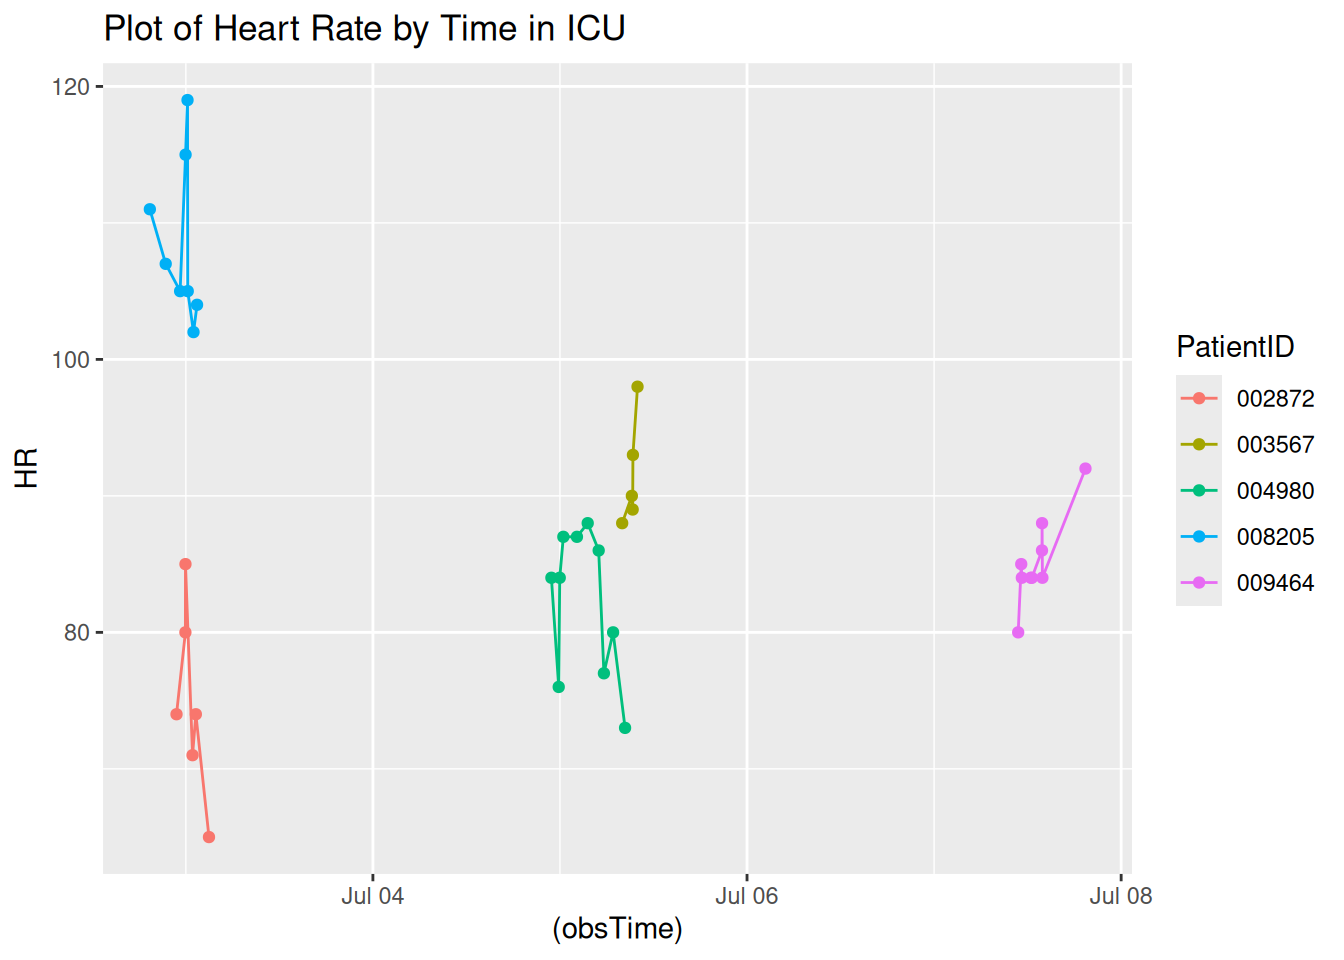 Plot of Heart Rate by Time in ICU
120
100
80
HR
Jul 04
Jul 06
Jul 08
(obsTime)
PatientID
002872
003567
004980
008205
009464